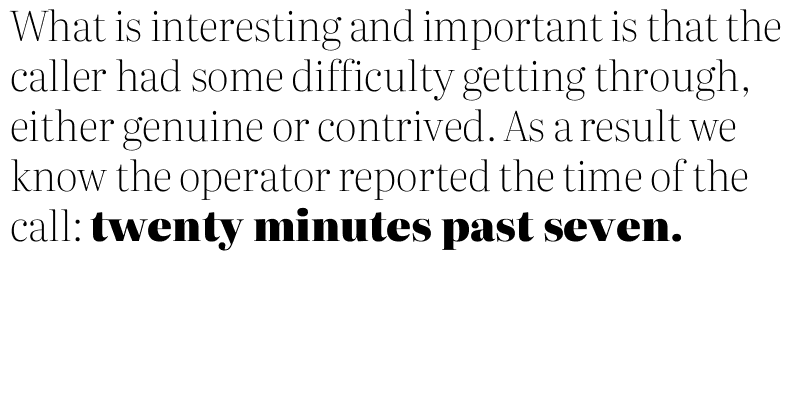 What is interesting and important is that the
caller had some difficulty getting through,
either genuine or contrived. As a result we
know the operator reported the time of the
call: twenty minutes past seven.